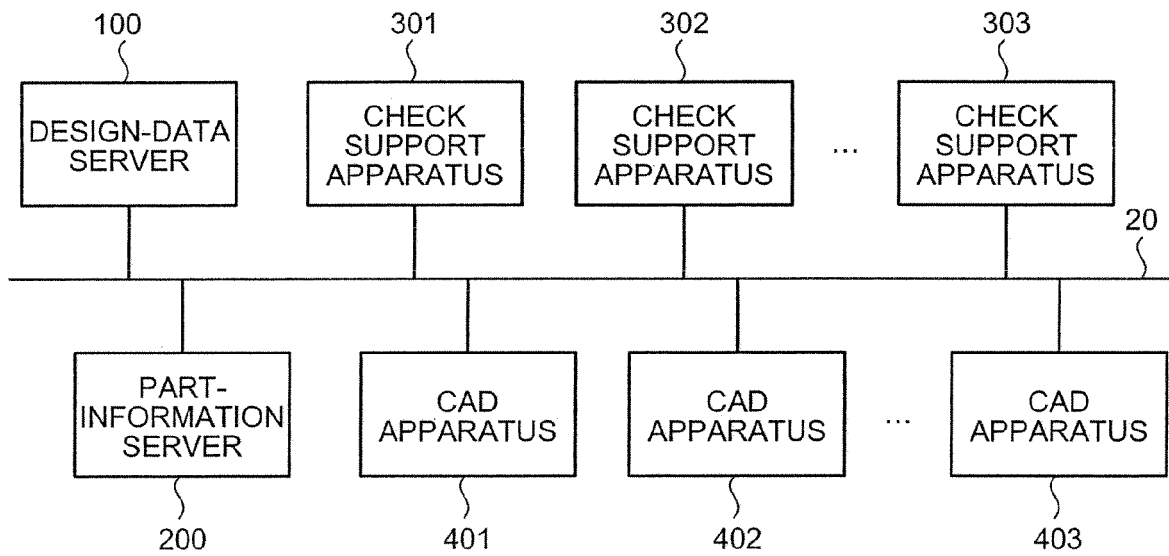 100
301
302
303
DESIGN-DATA
SERVER
CHECK
SUPPORT
APPARATUS
CHECK
SUPPORT
APPARATUS
...
CHECK
SUPPORT
APPARATUS
20
PART-
INFORMATION
SERVER
CAD
APPARATUS
CAD
APPARATUS
...
CAD
APPARATUS
200
401
402
403